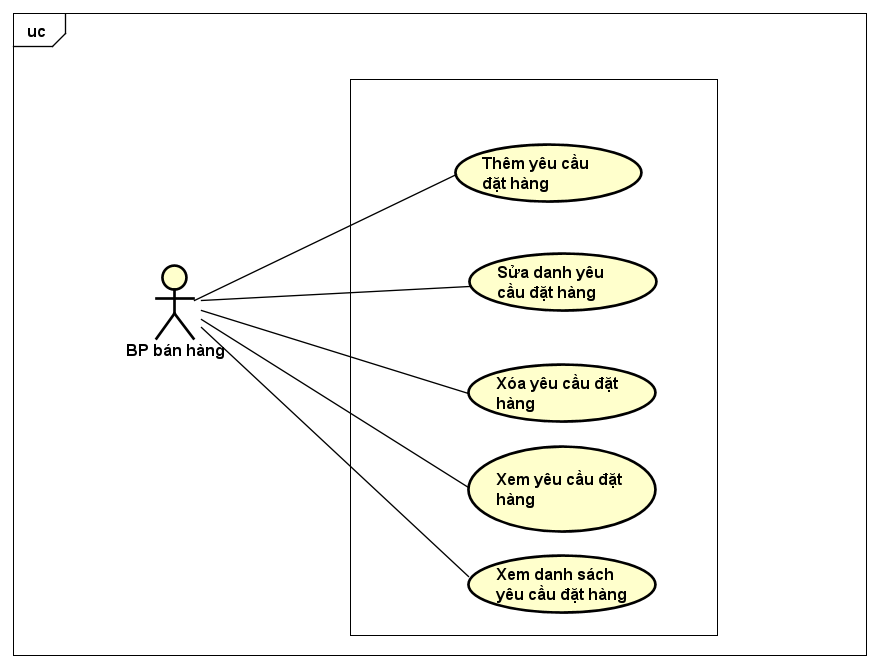 uc
Thêm yêu cầu
đặt hàng
Sửa danh yêu
cầu đặt hàng
BP bán hàng
Xóa yêu cầu đặt
hàng
Xem yêu cầu đặt
hàng
Xem danh sách
yêu cầu đặt hàng